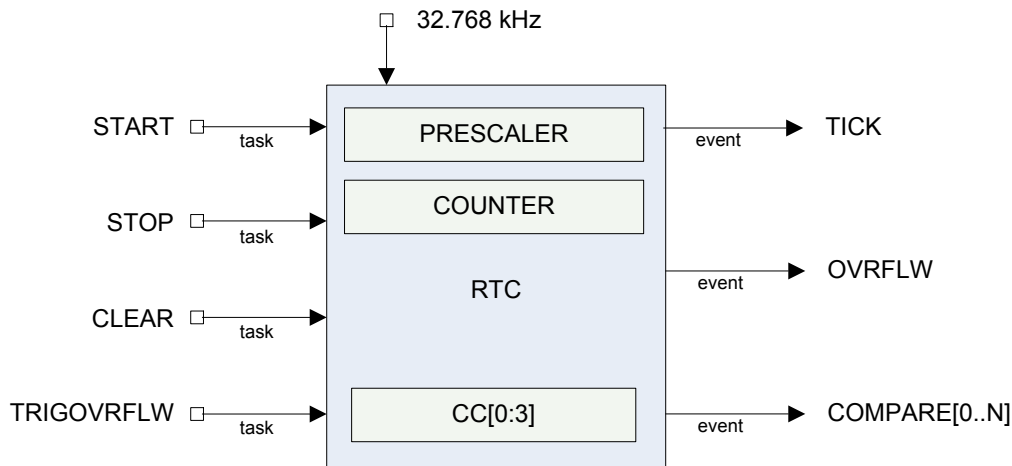 32.768 kHz
START
task
PRESCALER
event
TICK
STOP
task
COUNTER
RTC
event
OVRFLW
CLEAR
task
TRIGOVRFLW
task
CC[0:3]
event
COMPARE[0..N]